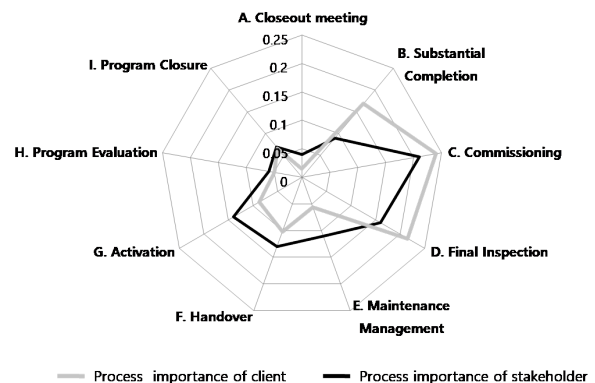 A. Closeout meeting
0.25
0.2
0.15
0.1
0.05
0
B. Substantial
Completion
C. Commissioning
D. Final Inspection
E. Maintenance
Management
F. Handover
G. Activation
H. Program Evaluation
I. Program Closure
Process importance of client
Process importance of stakeholder